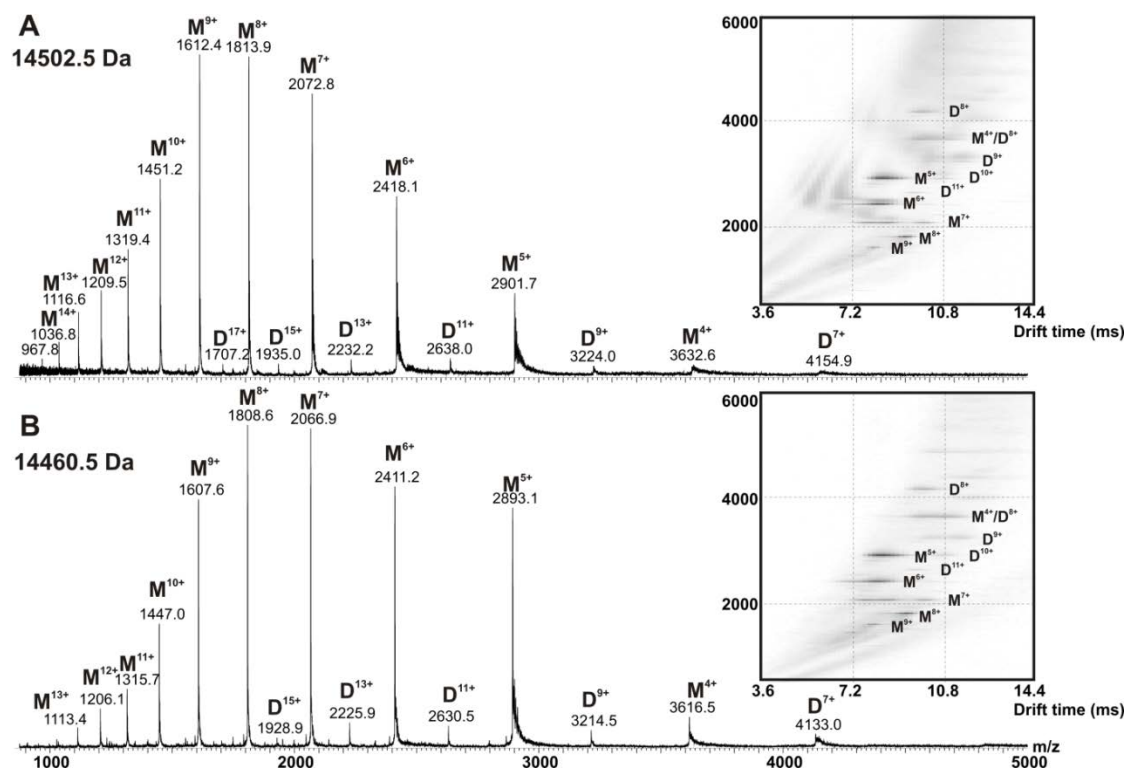 A
14502.5 Da
M⁹⁺
1612.4
M⁸⁺
1813.9
M⁷⁺
2072.8
M¹⁰⁺
1451.2
M⁶⁺
2418.1
M¹¹⁺
1319.4
M¹²⁺
1209.5
M¹³⁺
1116.6
M¹⁴⁺
1036.8
967.8
D¹⁷⁺
1707.2
D¹⁵⁺
1935.0
D¹³⁺
2232.2
D¹¹⁺
2638.0
M⁵⁺
2901.7
D⁹⁺
3224.0
M⁴⁺
3632.6
D⁷⁺
4154.9
6000
4000
2000
D⁸⁺
M⁴⁺/D⁸⁺
D⁹⁺
M⁵⁺ D¹⁰⁺
D¹¹⁺
M⁶⁺
M⁷⁺
M⁸⁺
M⁹⁺
3.6 7.2 10.8 14.4
Drift time (ms)
B
14460.5 Da
M⁸⁺
1808.6
M⁷⁺
2066.9
M⁹⁺
1607.6
M⁶⁺
2411.2
M⁵⁺
2893.1
M¹⁰⁺
1447.0
M¹¹⁺
1315.7
M¹²⁺
1206.1
M¹³⁺
1113.4
D¹⁵⁺
1928.9
D¹³⁺
2225.9
D¹¹⁺
2630.5
D⁹⁺
3214.5
M⁴⁺
3616.5
D⁷⁺
4133.0
6000
4000
2000
D⁸⁺
M⁴⁺/D⁸⁺
D⁹⁺
M⁵⁺ D¹⁰⁺
D¹¹⁺
M⁶⁺
M⁷⁺
M⁸⁺
M⁹⁺
3.6 7.2 10.8 14.4
Drift time (ms)
m/z
1000 2000 3000 4000 5000